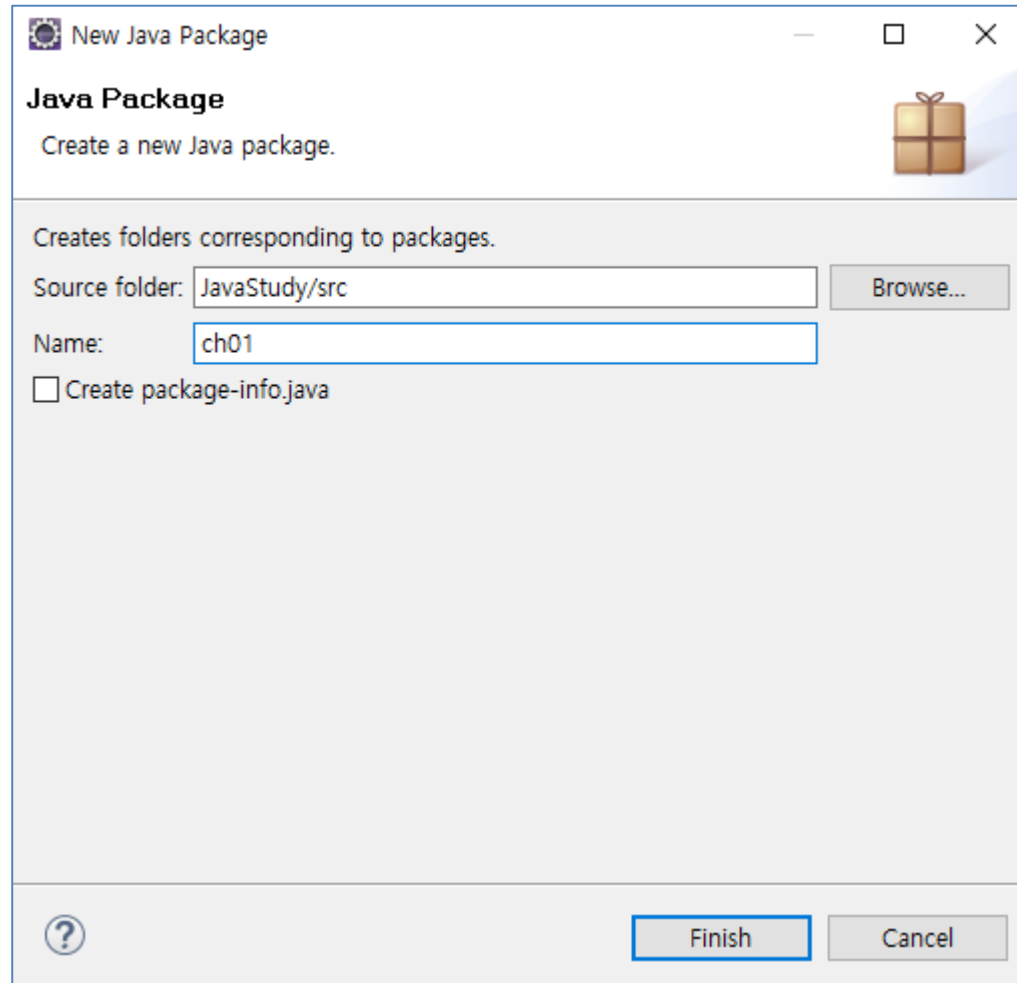 New Java Package
Java Package
Create a new Java package.
Creates folders corresponding to packages.
Source folder: JavaStudy/src Browse...
Name: ch01
Create package-info.java
? Finish Cancel